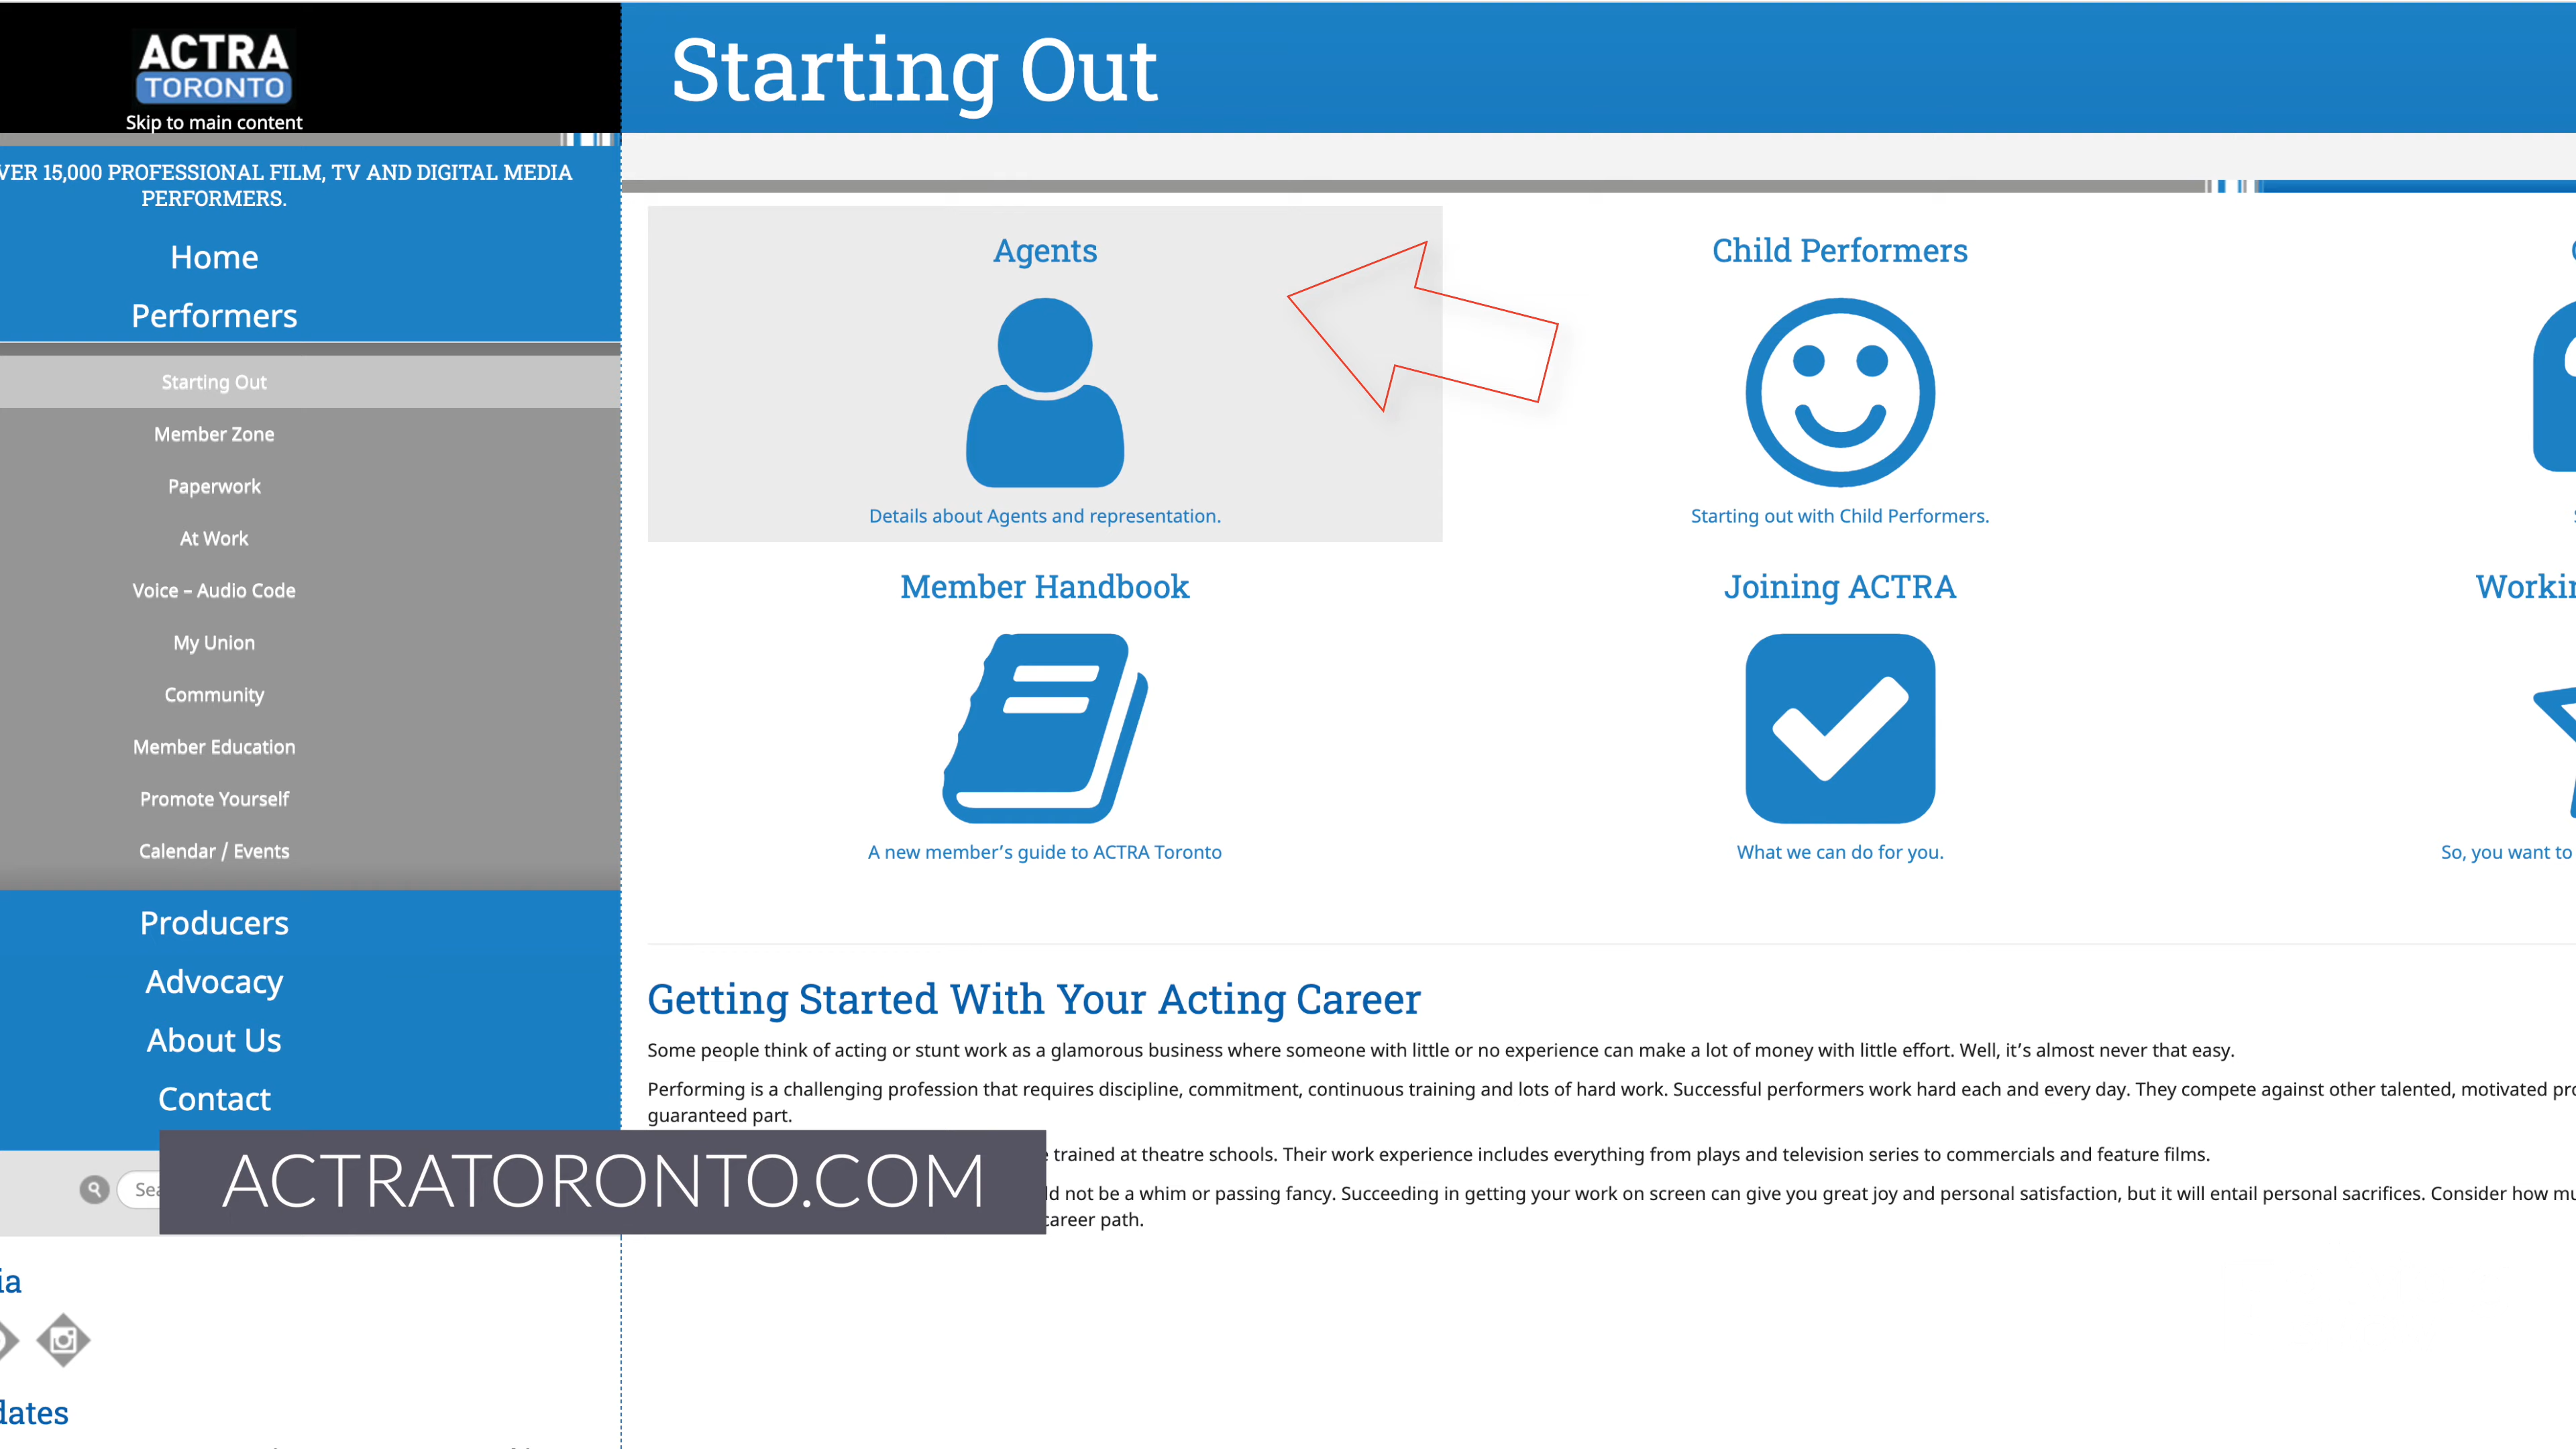 ACTRA
TORONTO
Skip to main content
15,000 PROFESSIONAL FILM, TV AND DIGITAL MEDIA
PERFORMERS.
Home
Performers
Starting Out
Member Zone
Paperwork
At Work
Voice – Audio Code
My Union
Community
Member Education
Promote Yourself
Calendar / Events
Producers
Advocacy
About Us
Contact
Starting Out
Agents
Details about Agents and representation.
Child Performers
Starting out with Child Performers.
Member Handbook
A new member's guide to ACTRA Toronto
Joining ACTRA
What we can do for you.
So, you want to
Getting Started With Your Acting Career
Some people think of acting or stunt work as a glamorous business where someone with little or no experience can make a lot of money with little effort. Well, it's almost never that easy.
Performing is a challenging profession that requires discipline, commitment, continuous training and lots of hard work. Successful performers work hard each and every day. They compete against other talented, motivated
guaranteed part.
trained at theatre schools. Their work experience includes everything from plays and television series to commercials and feature films.
not be a whim or passing fancy. Succeeding in getting your work on screen can give you great joy and personal satisfaction, but it will entail personal sacrifices. Consider how
career path.
ACTRATORONTO.COM